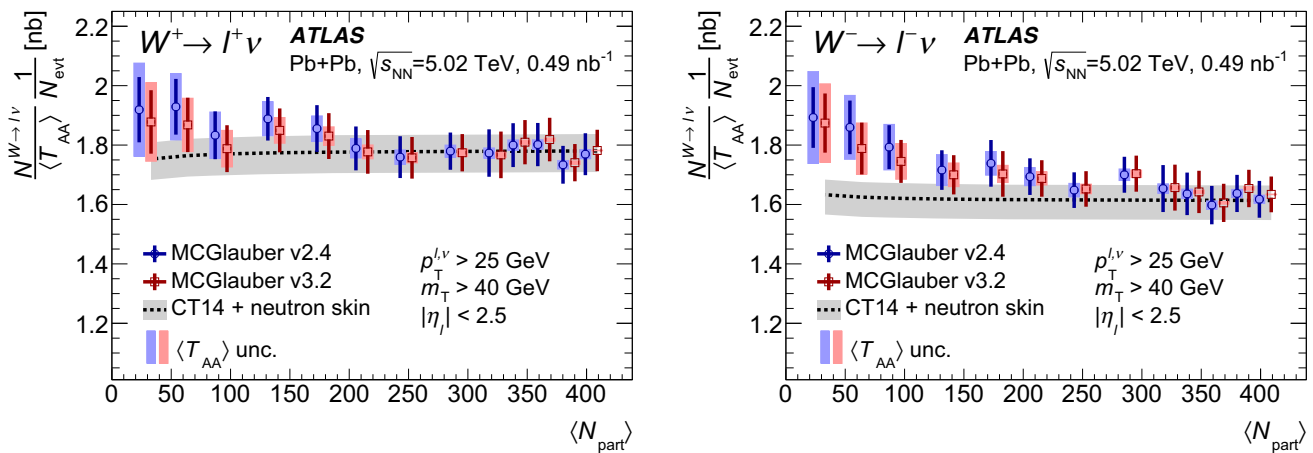 W⁺→ l⁺ν ATLAS
Pb+Pb, √s_NN=5.02 TeV, 0.49 nb⁻¹
N^{W→lν} / ⟨T_AA⟩ 1 / N_evt [nb]
2.2
2
1.8
1.6
1.4
1.2
MCGlauber v2.4
MCGlauber v3.2
CT14 + neutron skin
⟨T_AA⟩ unc.
p_T^{l,ν} > 25 GeV
m_T > 40 GeV
|η_l| < 2.5
0 50 100 150 200 250 300 350 400
⟨N_part⟩
W⁻→ l⁻ν ATLAS
Pb+Pb, √s_NN=5.02 TeV, 0.49 nb⁻¹
N^{W→lν} / ⟨T_AA⟩ 1 / N_evt [nb]
2.2
2
1.8
1.6
1.4
1.2
MCGlauber v2.4
MCGlauber v3.2
CT14 + neutron skin
⟨T_AA⟩ unc.
p_T^{l,ν} > 25 GeV
m_T > 40 GeV
|η_l| < 2.5
0 50 100 150 200 250 300 350 400
⟨N_part⟩